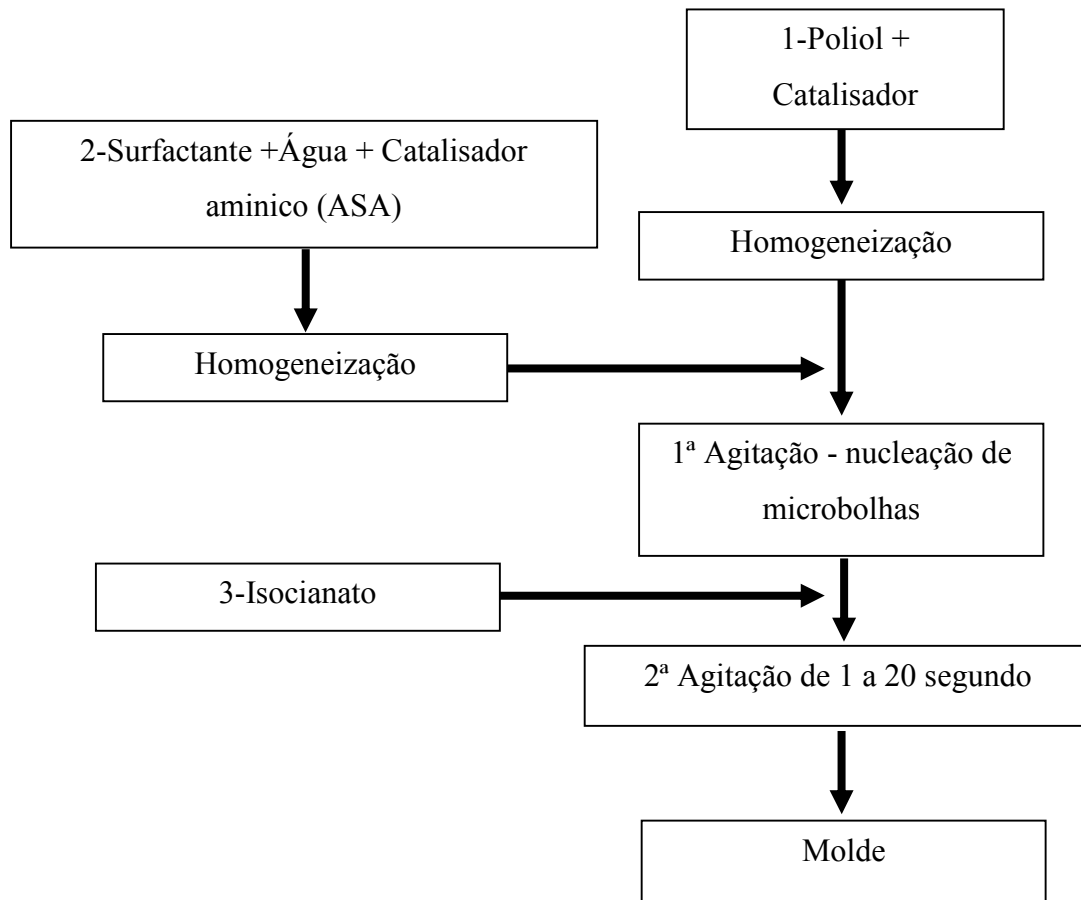 1-Poliol +
Catalisador
2-Surfactante +Água + Catalisador
aminico (ASA)
Homogeneização
Homogeneização
1ª Agitação - nucleação de
microbolhas
3-Isocianato
2ª Agitação de 1 a 20 segundo
Molde